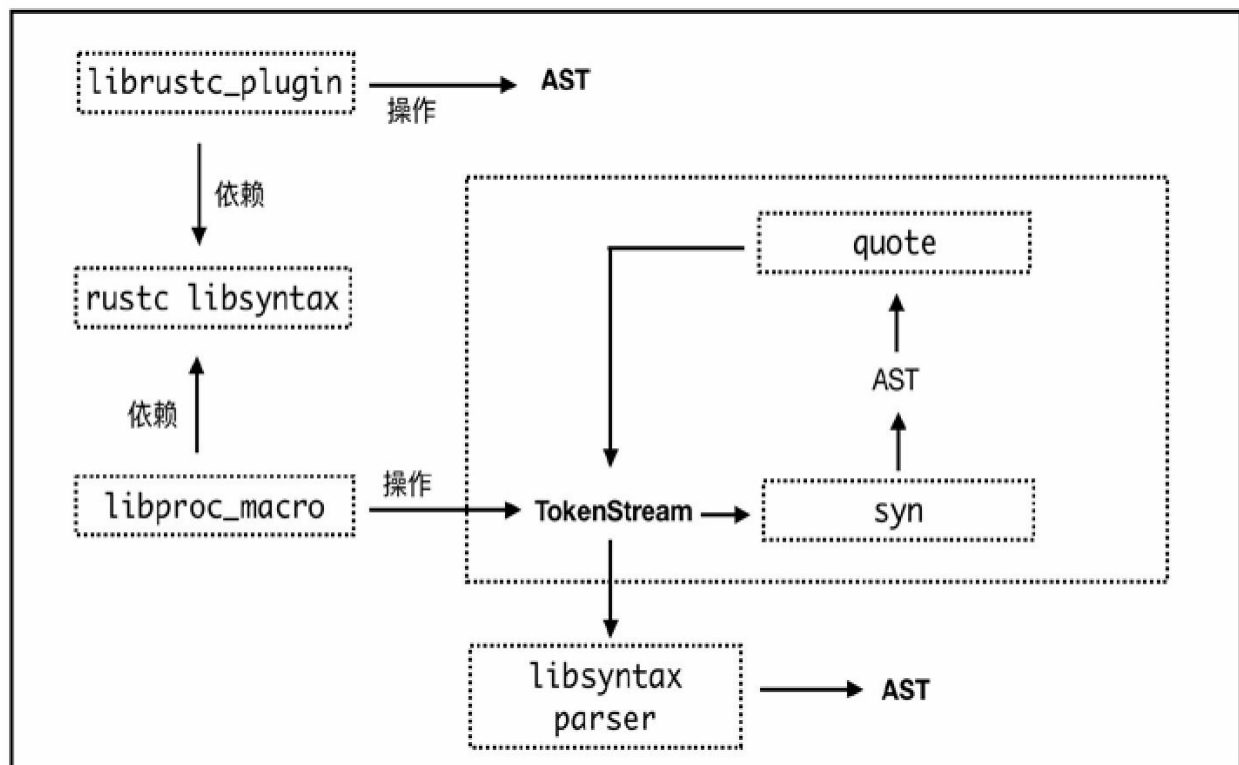 librustc_plugin
AST
操作
依赖
rustc libsyntax
依赖
libproc_macro
操作
quote
AST
TokenStream
syn
libsyntax
parser
AST